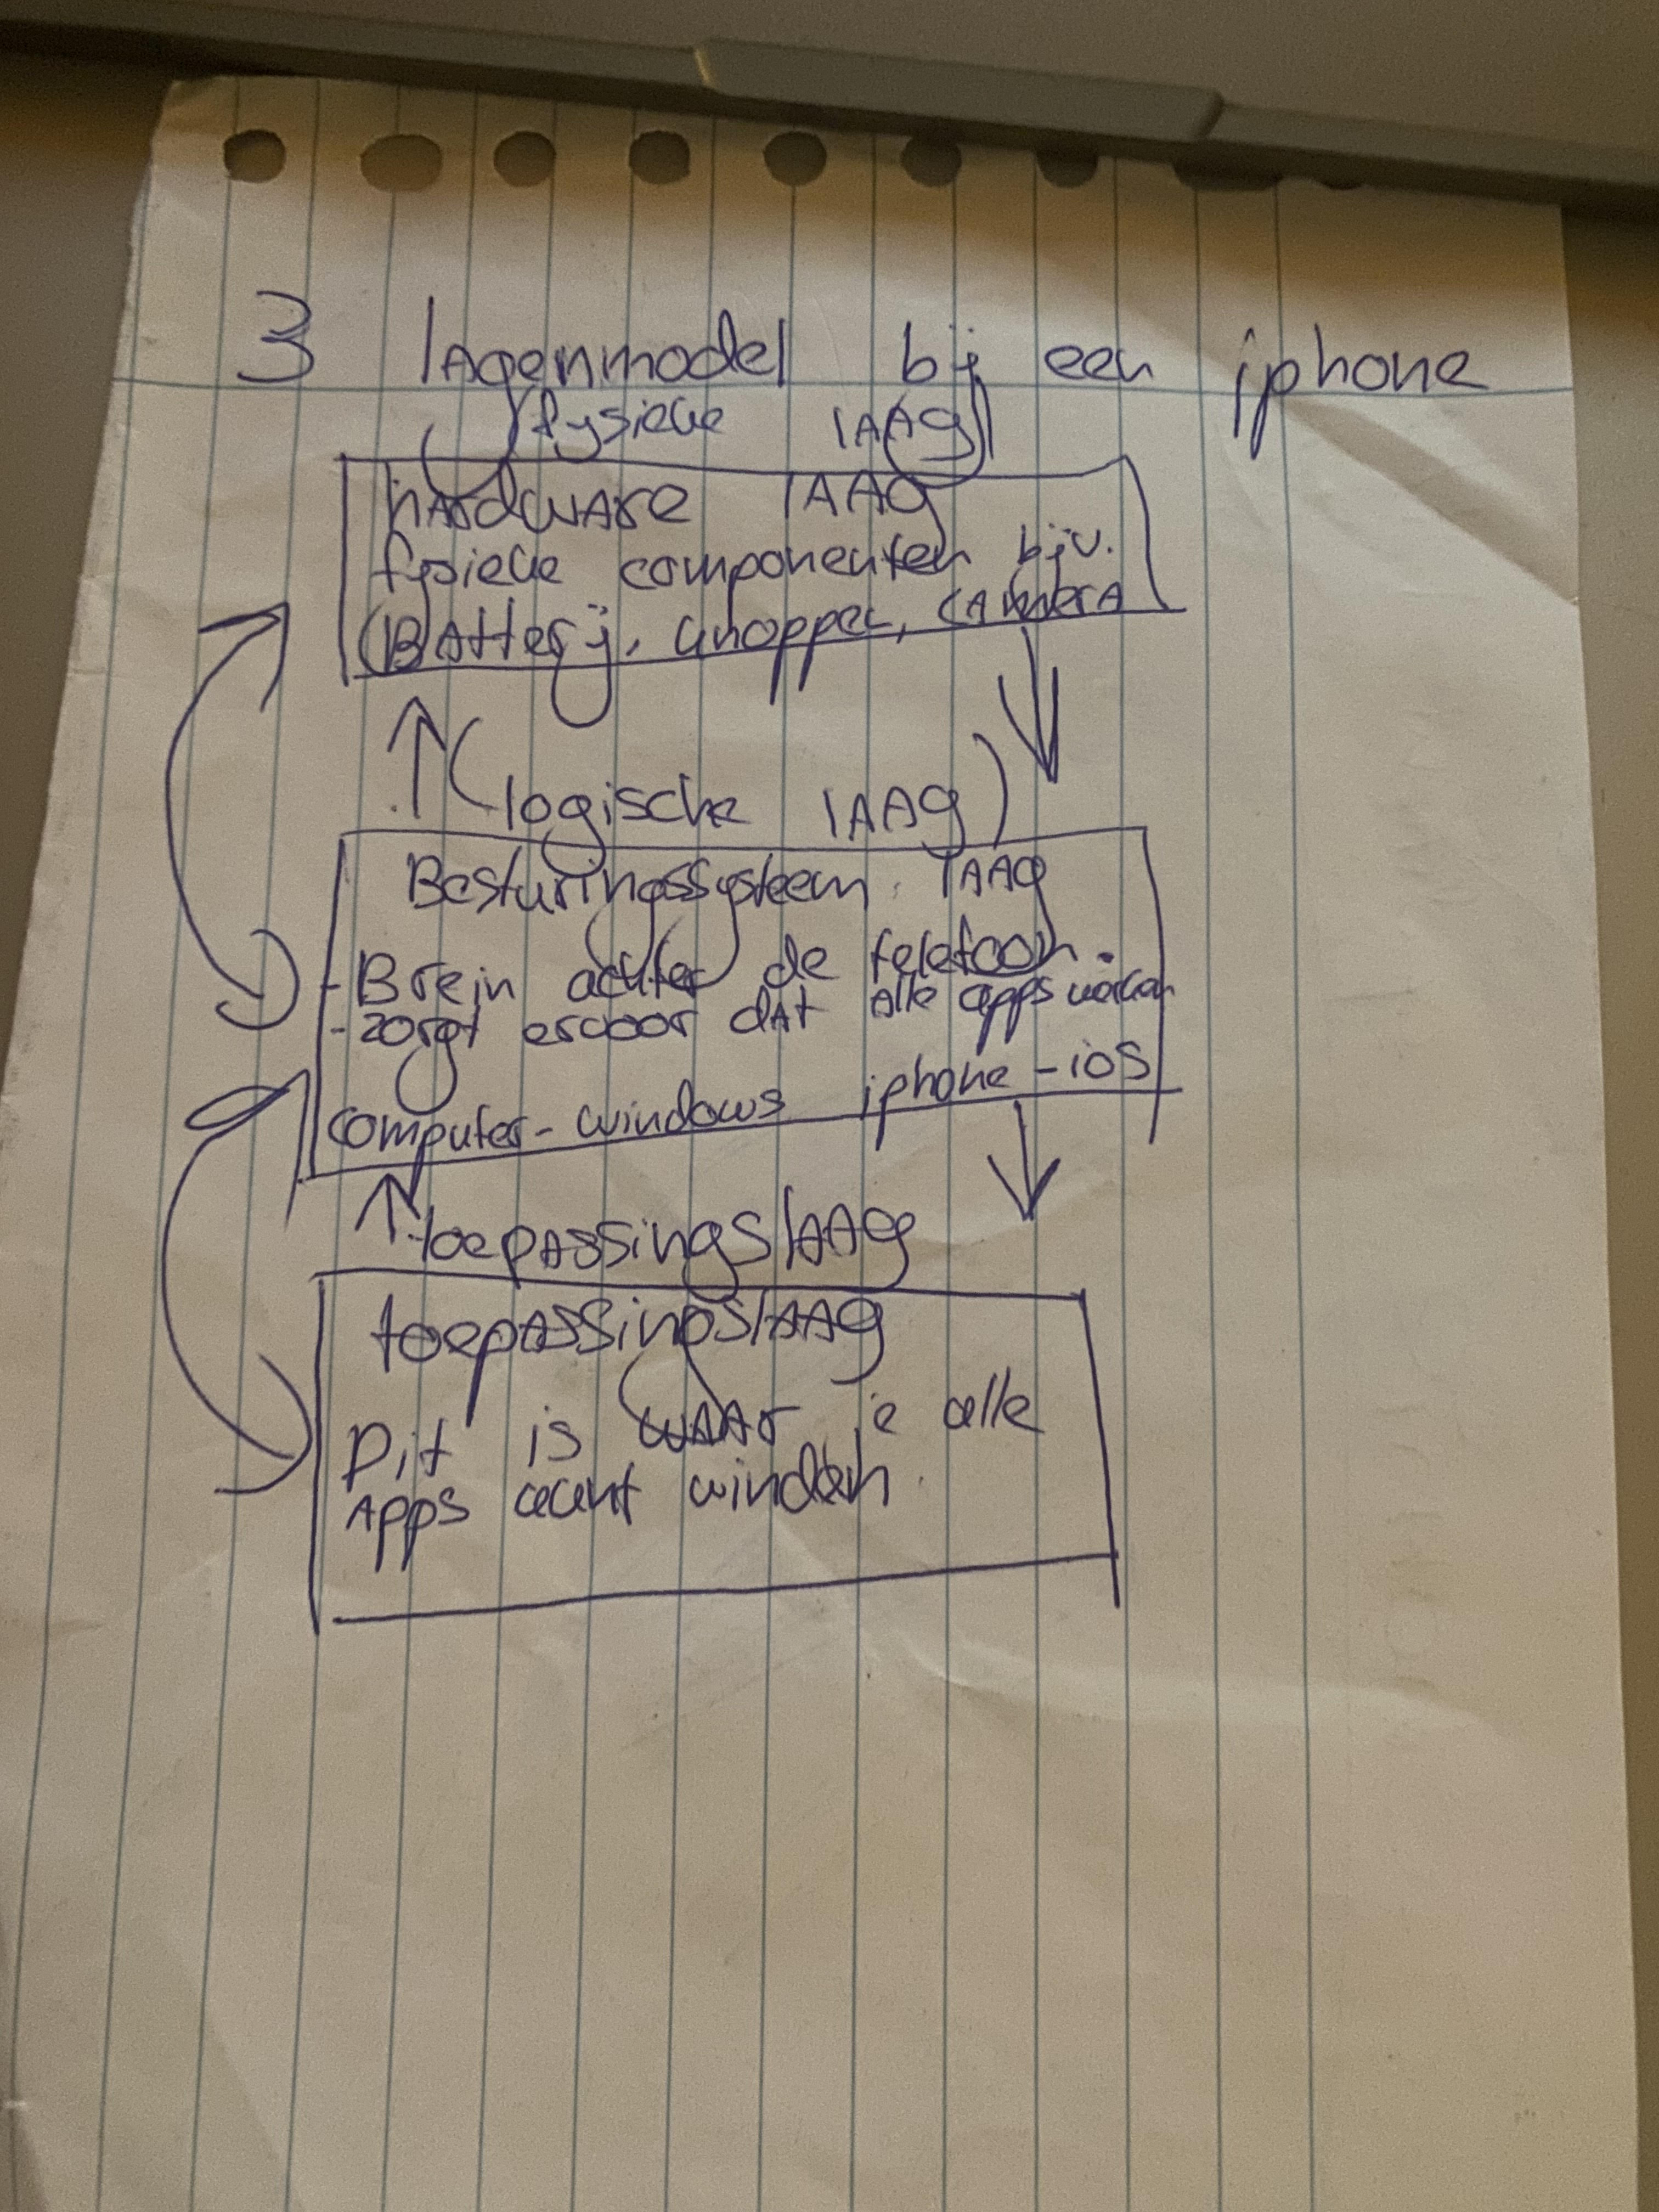 3 lagenmodel bij een iphone
(fysieke laag)
hardware laag
fysieke componenten bijv.
(Batterij, knoppen, camera
(logische laag)
Besturingssysteem laag
- Brein achter de telefoon.
- zorgt ervoor dat alle apps werken
computer - windows iphone - ios
toepassingslaag
toepassingslaag
Dit is waar je alle
apps kunt vinden.